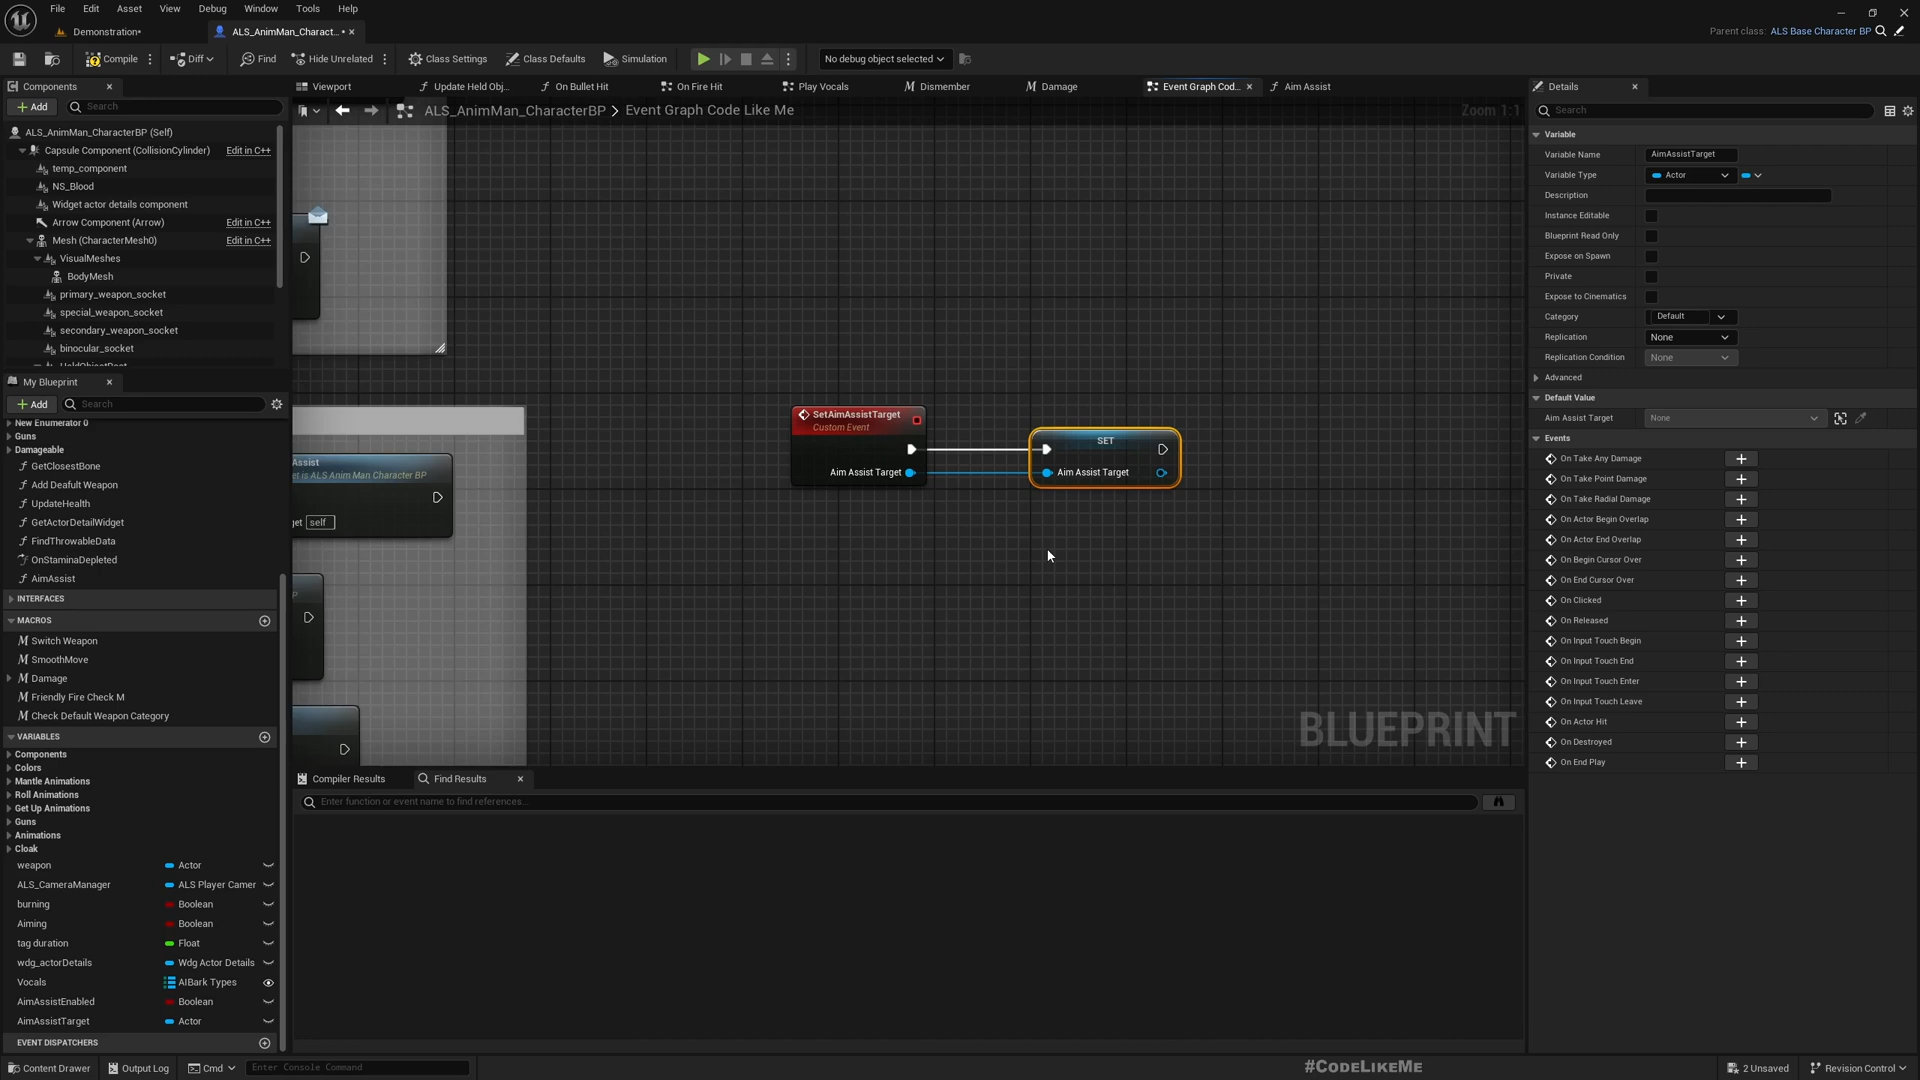 File Edit Asset View Debug Window Tools Help
Demonstration•
ALS_AnimMan_Charact... •
Parent class: ALS Base Character BP
Compile
Diff
Find
Hide Unrelated
Class Settings
Class Defaults
Simulation
No debug object selected
Components
Viewport
Update Held Obj...
On Bullet Hit
On Fire Hit
Play Vocals
Dismember
Damage
Event Graph Cod...
Aim Assist
Details
Add
Search
ALS_AnimMan_CharacterBP > Event Graph Code Like Me
Zoom 1:1
Search
ALS_AnimMan_CharacterBP (Self)
Capsule Component (CollisionCylinder) Edit in C++
temp_component
NS_Blood
Widget actor details component
Arrow Component (Arrow) Edit in C++
Mesh (CharacterMesh0) Edit in C++
VisualMeshes
BodyMesh
primary_weapon_socket
special_weapon_socket
secondary_weapon_socket
binocular_socket
HeldObjectRoot
My Blueprint
Add
Search
New Enumerator 0
Guns
Damageable
GetClosestBone
Add Deafult Weapon
UpdateHealth
GetActorDetailWidget
FindThrowableData
OnStaminaDepleted
AimAssist
INTERFACES
MACROS
Switch Weapon
SmoothMove
Damage
Friendly Fire Check M
Check Default Weapon Category
VARIABLES
Components
Colors
Mantle Animations
Roll Animations
Get Up Animations
Guns
Animations
Cloak
weapon Actor
ALS_CameraManager ALS Player Camer
burning Boolean
Aiming Boolean
tag duration Float
wdg_actorDetails Wdg Actor Details
Vocals AIBark Types
AimAssistEnabled Boolean
AimAssistTarget Actor
EVENT DISPATCHERS
Assist
et is ALS Anim Man Character BP
get self
P
SetAimAssistTarget
Custom Event
Aim Assist Target
SET
Aim Assist Target
BLUEPRINT
Compiler Results
Find Results
Enter function or event name to find references...
Variable
Variable Name AimAssistTarget
Variable Type Actor
Description
Instance Editable
Blueprint Read Only
Expose on Spawn
Private
Expose to Cinematics
Category Default
Replication None
Replication Condition None
Advanced
Default Value
Aim Assist Target None
Events
On Take Any Damage
On Take Point Damage
On Take Radial Damage
On Actor Begin Overlap
On Actor End Overlap
On Begin Cursor Over
On End Cursor Over
On Clicked
On Released
On Input Touch Begin
On Input Touch End
On Input Touch Enter
On Input Touch Leave
On Actor Hit
On Destroyed
On End Play
Content Drawer
Output Log
Cmd
Enter Console Command
#CodeLikeMe
2 Unsaved
Revision Control